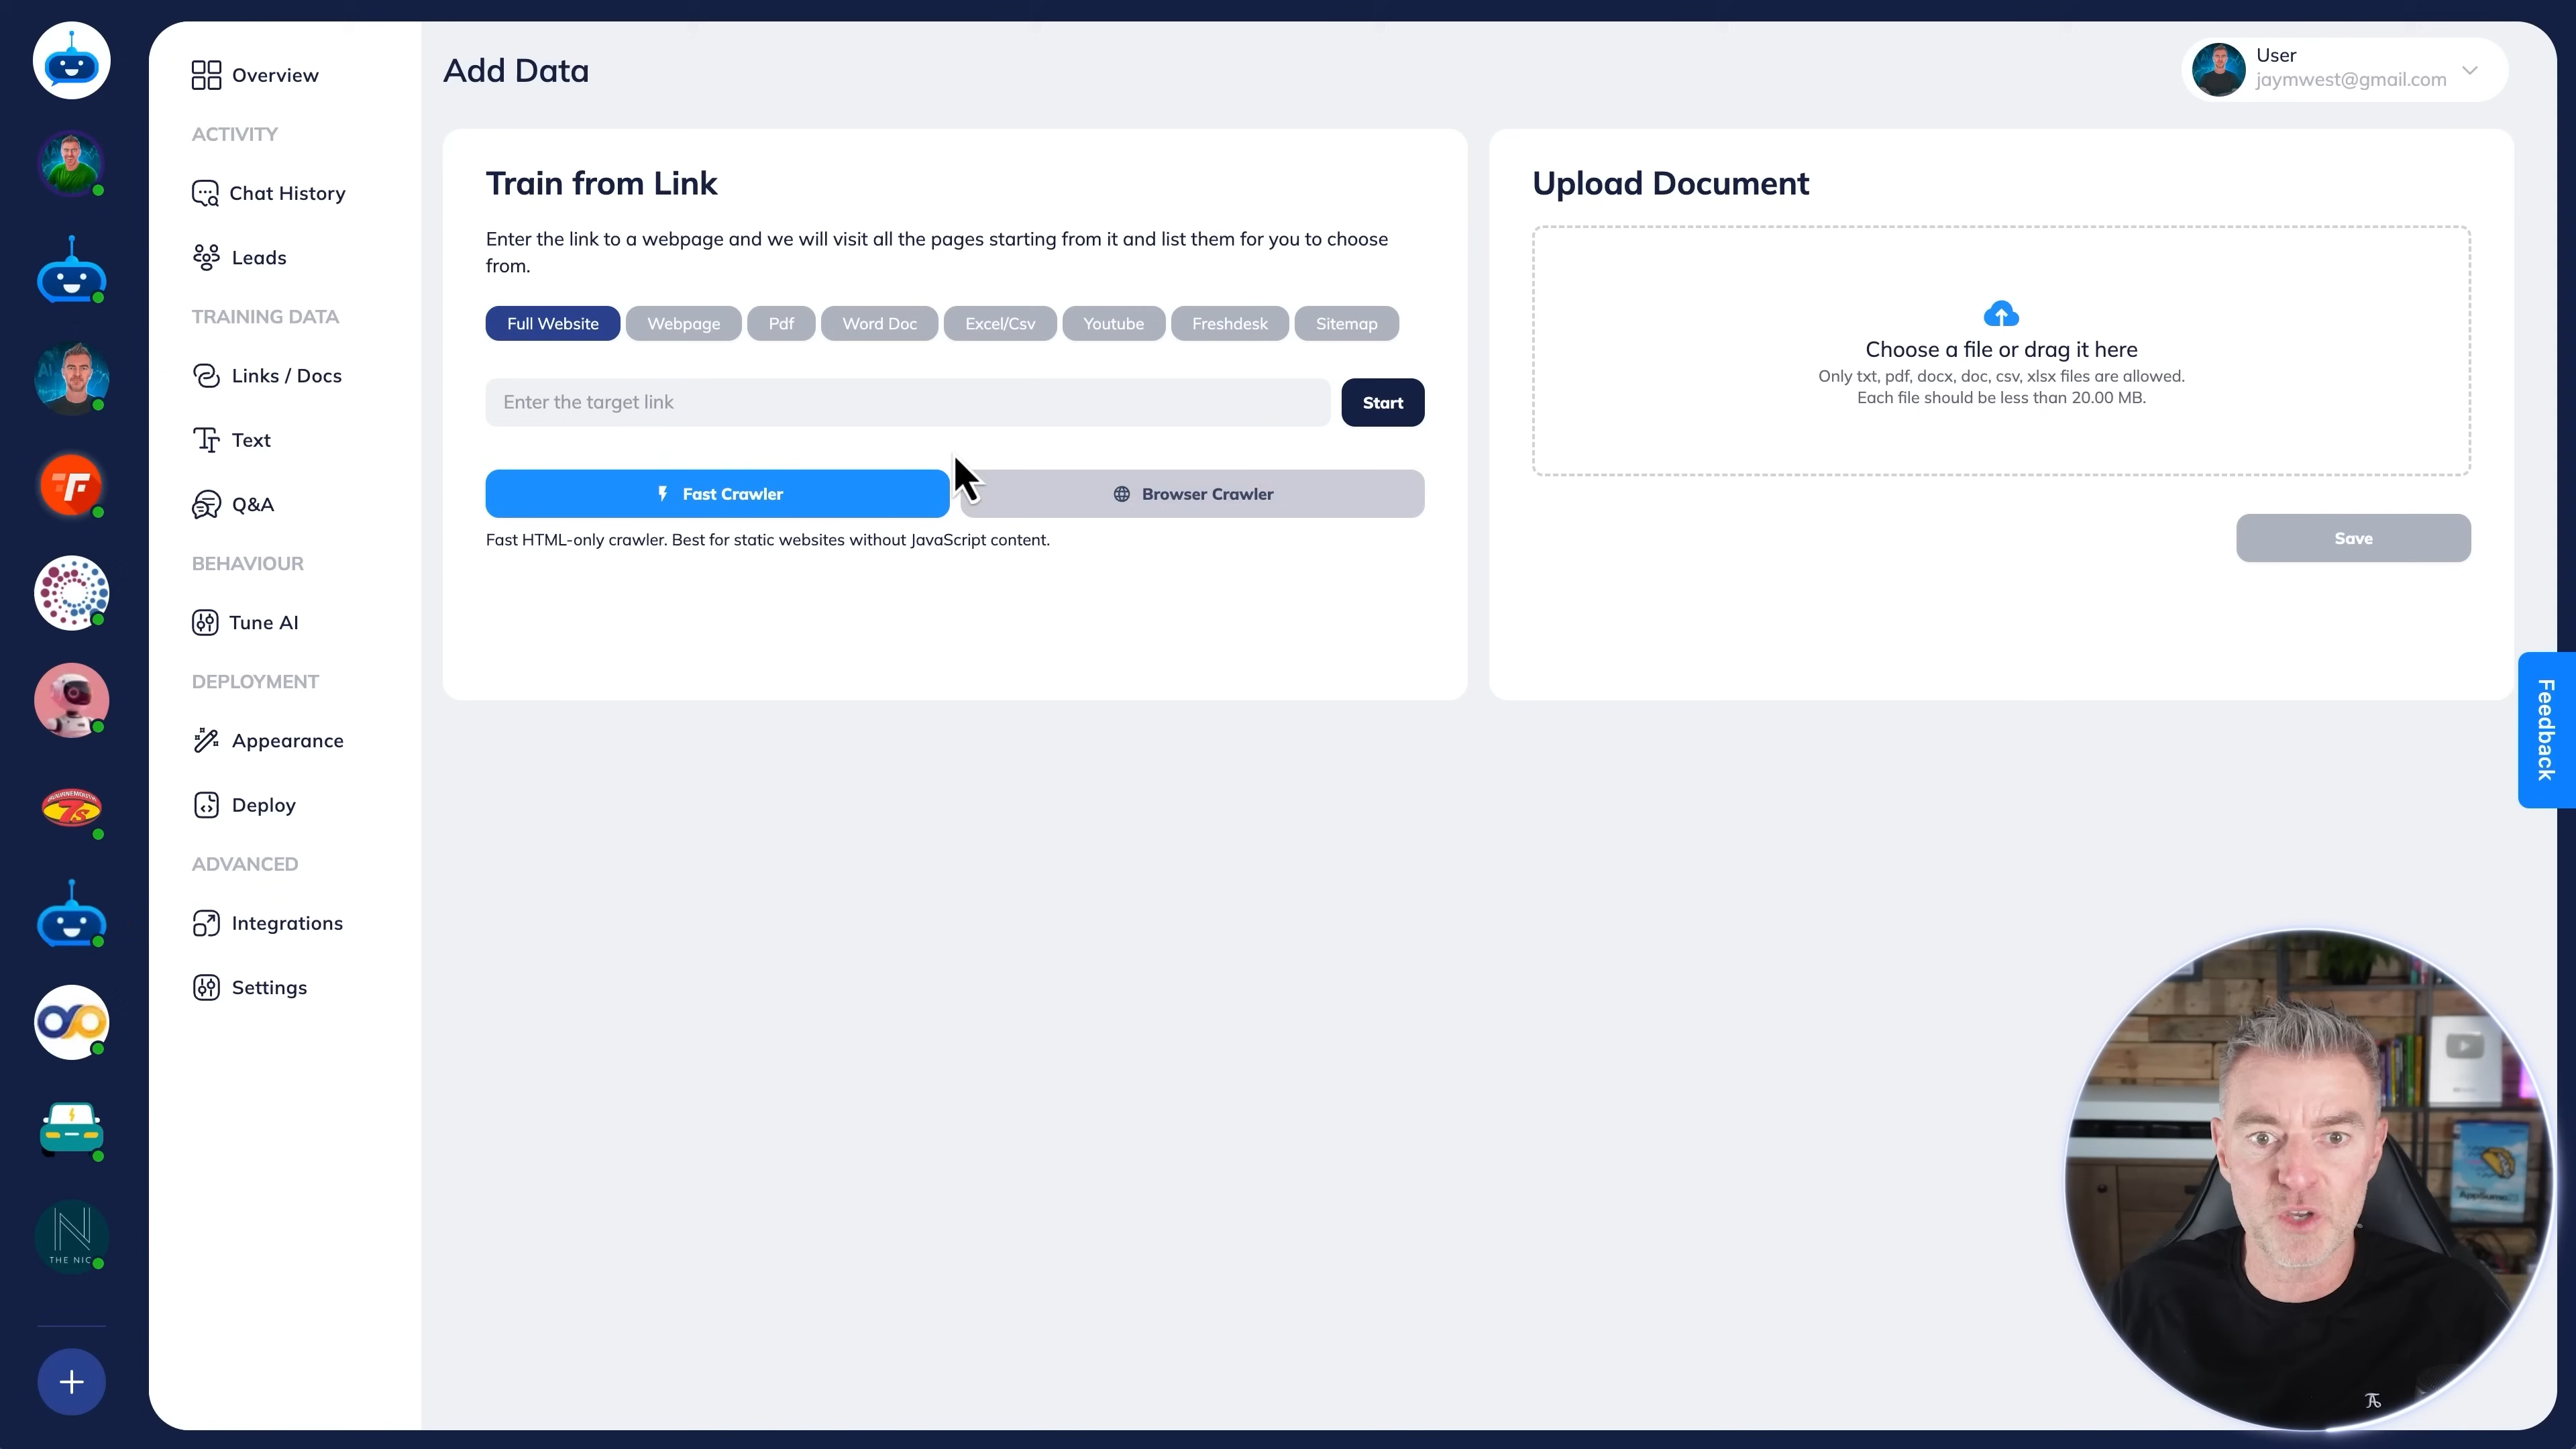 Overview
ACTIVITY
Chat History
Leads
TRAINING DATA
Links / Docs
Text
Q&A
BEHAVIOUR
Tune AI
DEPLOYMENT
Appearance
Deploy
ADVANCED
Integrations
Settings
THE NIC
Add Data
User
jaymwest@gmail.com
Train from Link
Enter the link to a webpage and we will visit all the pages starting from it and list them for you to choose
from.
Full Website
Webpage
Pdf
Word Doc
Excel/Csv
Youtube
Freshdesk
Sitemap
Enter the target link
Start
Fast Crawler
Browser Crawler
Fast HTML-only crawler. Best for static websites without JavaScript content.
Upload Document
Choose a file or drag it here
Only txt, pdf, docx, doc, csv, xlsx files are allowed.
Each file should be less than 20.00 MB.
Save
Feedback